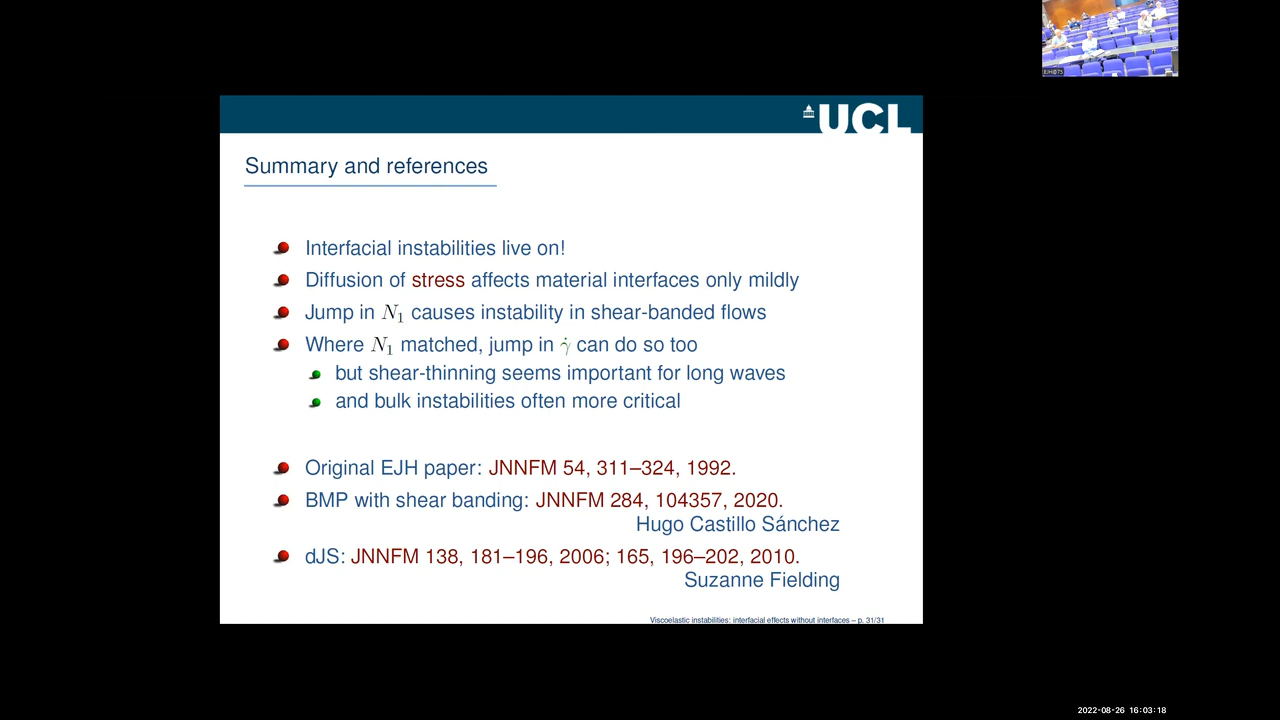 EJH@75
UCL
Summary and references
Interfacial instabilities live on!
Diffusion of stress affects material interfaces only mildly
Jump in N₁ causes instability in shear-banded flows
Where N₁ matched, jump in γ̇ can do so too
but shear-thinning seems important for long waves
and bulk instabilities often more critical
Original EJH paper: JNNFM 54, 311–324, 1992.
BMP with shear banding: JNNFM 284, 104357, 2020.
Hugo Castillo Sánchez
dJS: JNNFM 138, 181–196, 2006; 165, 196–202, 2010.
Suzanne Fielding
Viscoelastic instabilities: interfacial effects without interfaces – p. 31/31
2022-08-26 16:03:18